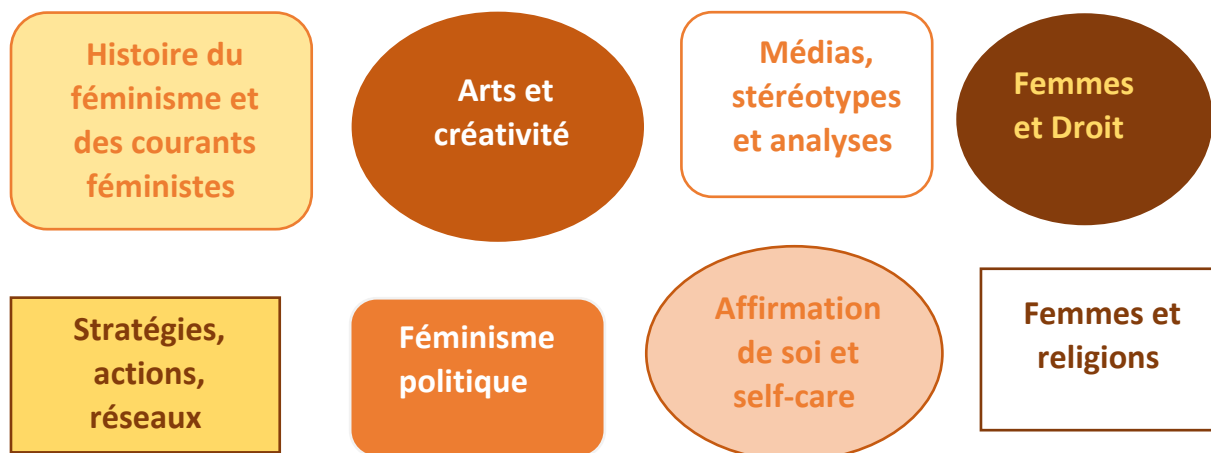 Histoire du
féminisme et
des courants
féministes
Arts et
créativité
Médias,
stéréotypes
et analyses
Femmes
et Droit
Stratégies,
actions,
réseaux
Féminisme
politique
Affirmation
de soi et
self-care
Femmes et
religions